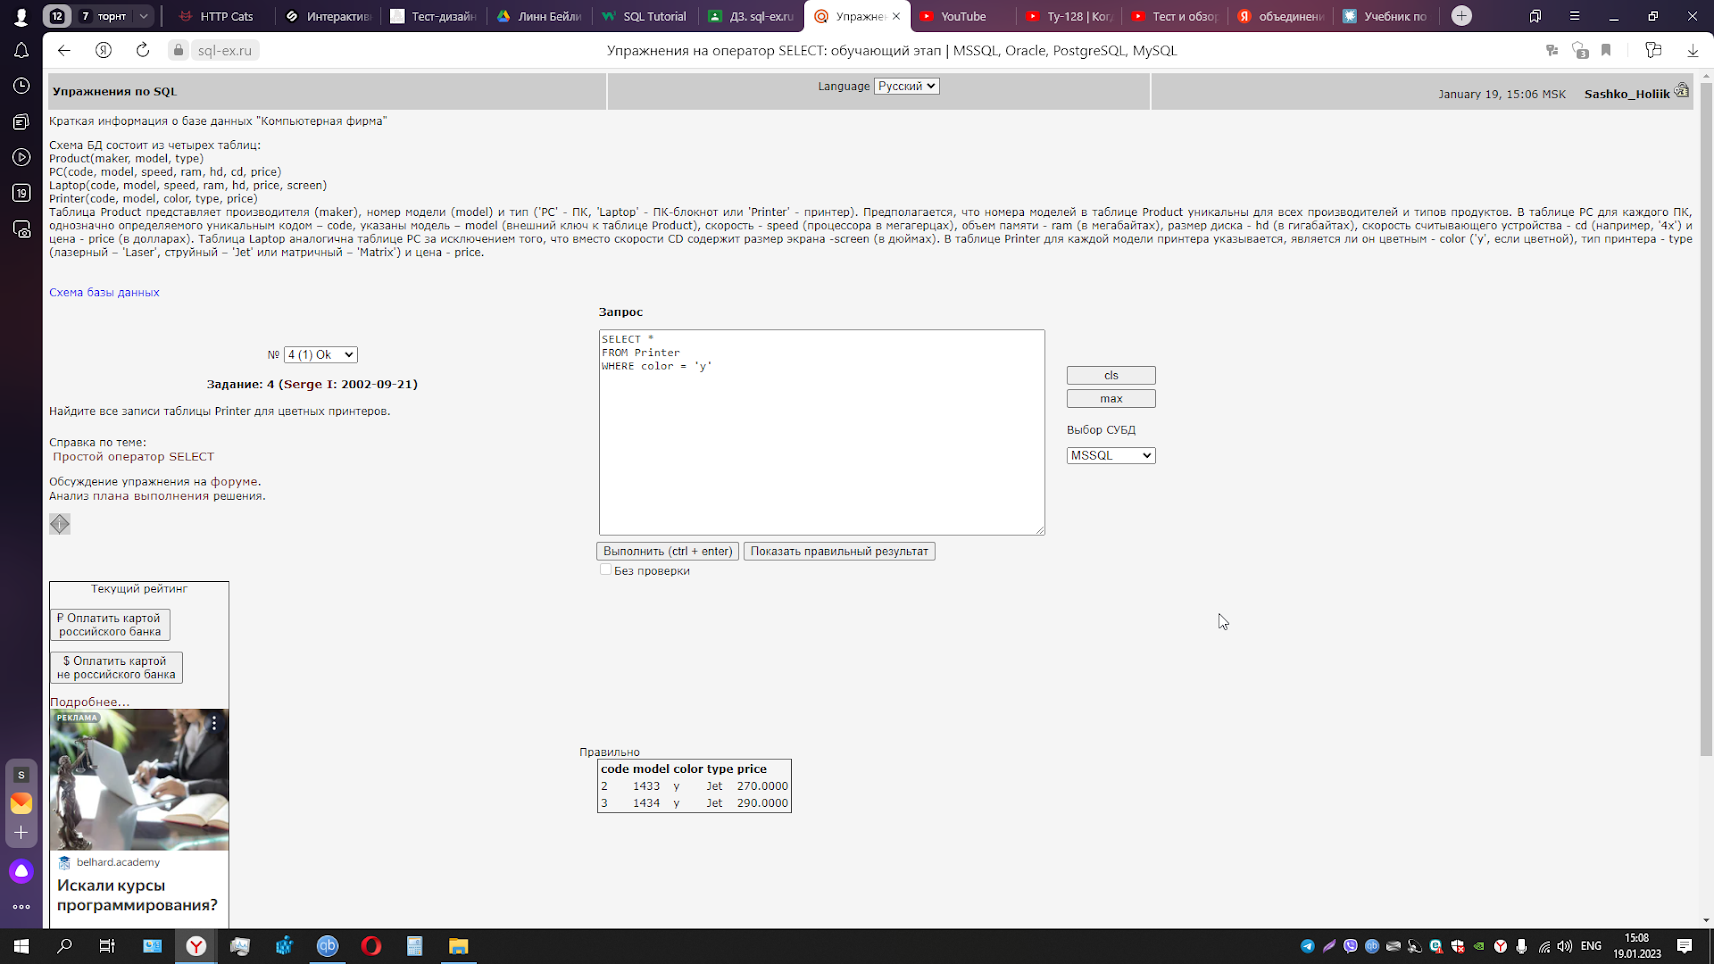 12
7 торнт
HTTP Cats
Интерактив
Тест-дизайн
Линн Бейли
SQL Tutorial
ДЗ. sql-ex.ru
Упражнен
YouTube
Ту-128 | Ког
Тест и обзор
объединени
Учебник по
sql-ex.ru
Упражнения на оператор SELECT: обучающий этап | MSSQL, Oracle, PostgreSQL, MySQL
3
Упражнения по SQL
Language Русский
January 19, 15:06 MSK Sashko_Holiik
Краткая информация о базе данных "Компьютерная фирма"
Схема БД состоит из четырех таблиц:
Product(maker, model, type)
PC(code, model, speed, ram, hd, cd, price)
Laptop(code, model, speed, ram, hd, price, screen)
Printer(code, model, color, type, price)
Таблица Product представляет производителя (maker), номер модели (model) и тип ('PC' - ПК, 'Laptop' - ПК-блокнот или 'Printer' - принтер). Предполагается, что номера моделей в таблице Product уникальны для всех производителей и типов продуктов. В таблице PC для каждого ПК,
однозначно определяемого уникальным кодом – code, указаны модель – model (внешний ключ к таблице Product), скорость - speed (процессора в мегагерцах), объем памяти - ram (в мегабайтах), размер диска - hd (в гигабайтах), скорость считывающего устройства - cd (например, '4x') и
цена - price (в долларах). Таблица Laptop аналогична таблице РС за исключением того, что вместо скорости CD содержит размер экрана -screen (в дюймах). В таблице Printer для каждой модели принтера указывается, является ли он цветным - color ('y', если цветной), тип принтера - type
(лазерный – 'Laser', струйный – 'Jet' или матричный – 'Matrix') и цена - price.
Схема базы данных
Запрос
№ 4 (1) Ok
Задание: 4 (Serge I: 2002-09-21)
Найдите все записи таблицы Printer для цветных принтеров.
Справка по теме:
Простой оператор SELECT
Обсуждение упражнения на форуме.
Анализ плана выполнения решения.
SELECT *
FROM Printer
WHERE color = 'y'
cls
max
Выбор СУБД
MSSQL
Выполнить (ctrl + enter)
Показать правильный результат
Без проверки
Текущий рейтинг
₽ Оплатить картой
российского банка
$ Оплатить картой
не российского банка
Подробнее...
РЕКЛАМА
belhard.academy
Искали курсы
программирования?
Правильно
code model color type price
2 1433 y Jet 270.0000
3 1434 y Jet 290.0000
19
S
ENG
15:08
19.01.2023